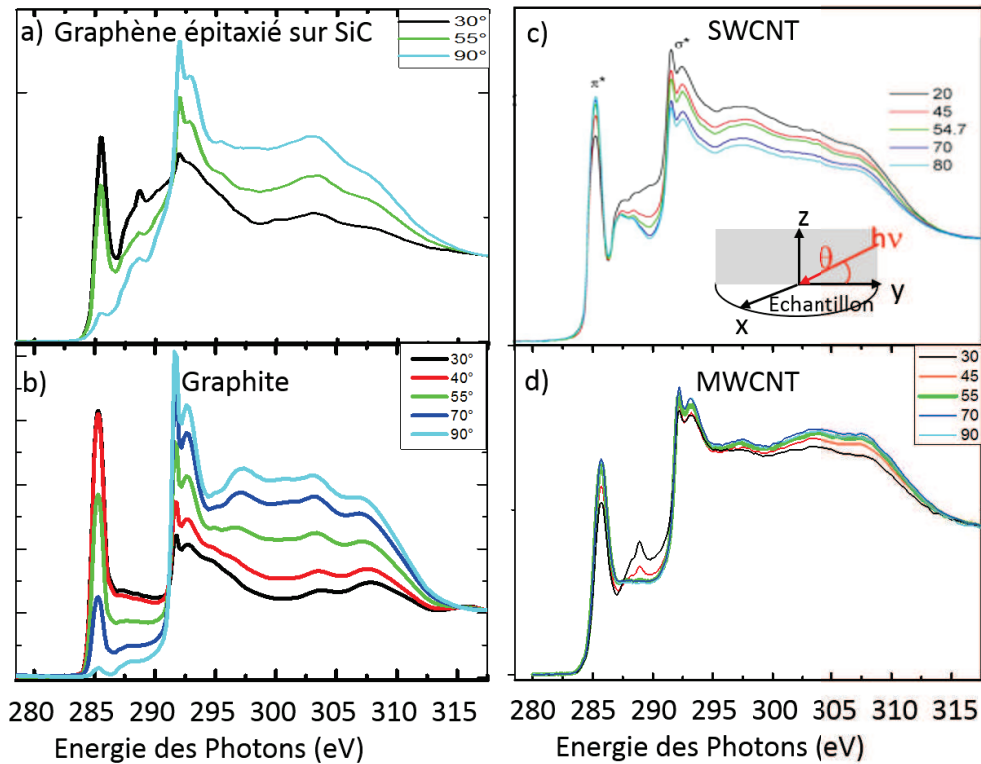 a) Graphène épitaxié sur SiC
30°
55°
90°
b) Graphite
30°
40°
55°
70°
90°
280 285 290 295 300 305 310 315
Energie des Photons (eV)
c) SWCNT
π*
σ*
20
45
54.7
70
80
z
hν
θ
y
Echantillon
x
d) MWCNT
30
45
55
70
90
280 285 290 295 300 305 310 315
Energie des Photons (eV)